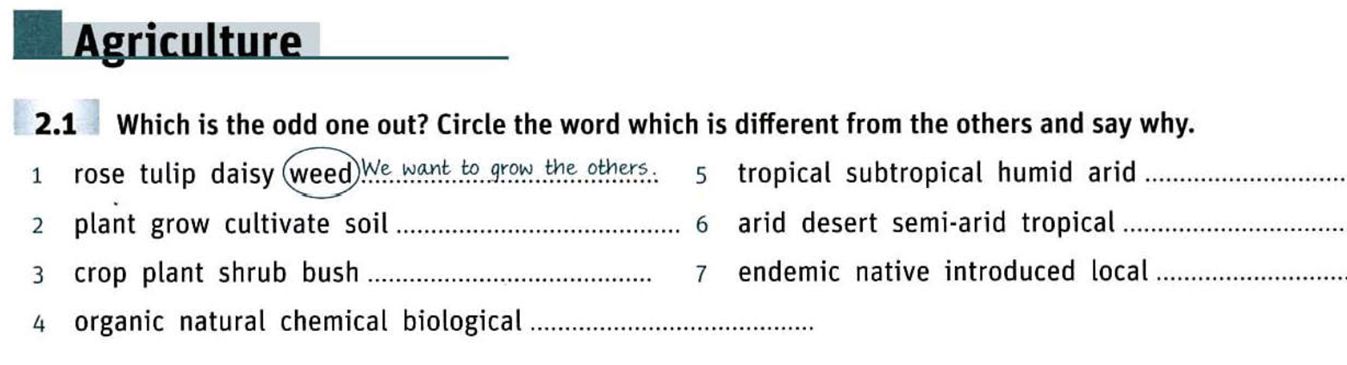 Agriculture
2.1 Which is the odd one out? Circle the word which is different from the others and say why.
1 rose tulip daisy weed We want to grow the others.
5 tropical subtropical humid arid ..............................
2 plant grow cultivate soil ..............................
6 arid desert semi-arid tropical ..............................
3 crop plant shrub bush ..............................
7 endemic native introduced local ..............................
4 organic natural chemical biological ..............................